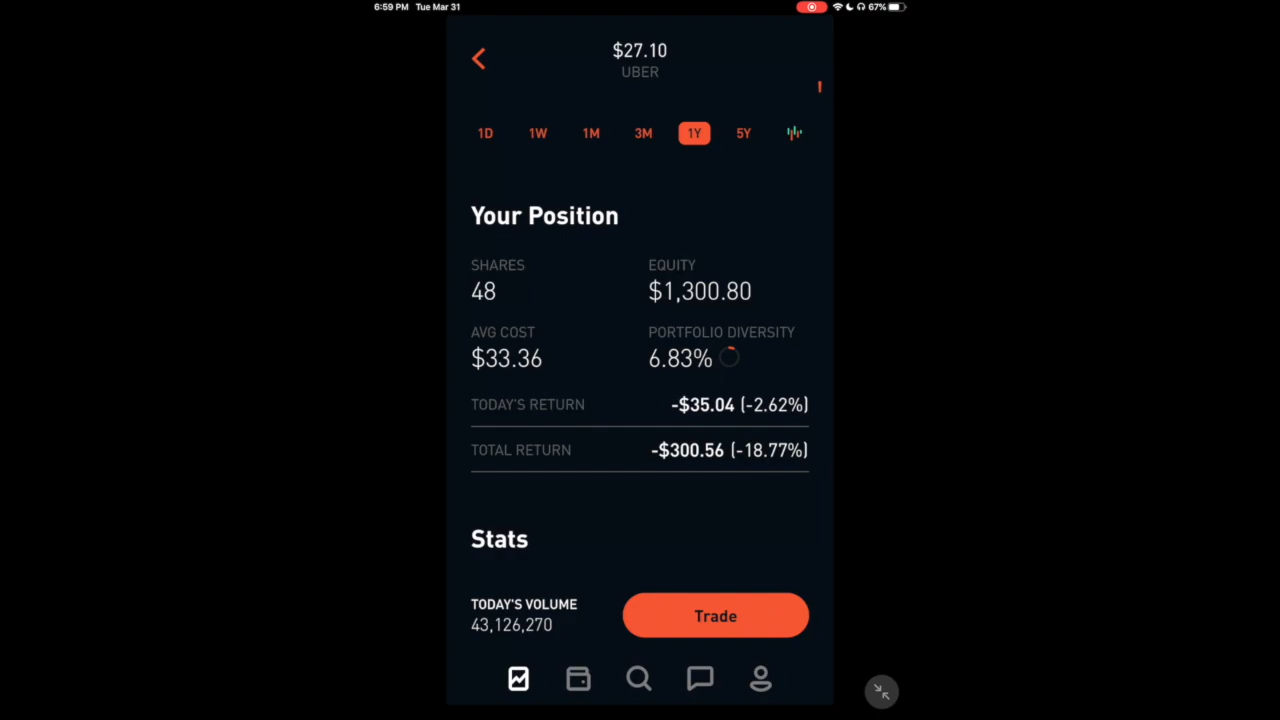 6:59 PM Tue Mar 31 67%
$27.10
UBER
1D 1W 1M 3M 1Y 5Y
Your Position
SHARES EQUITY
48 $1,300.80
AVG COST PORTFOLIO DIVERSITY
$33.36 6.83%
TODAY'S RETURN -$35.04 (-2.62%)
TOTAL RETURN -$300.56 (-18.77%)
Stats
TODAY'S VOLUME
43,126,270
Trade